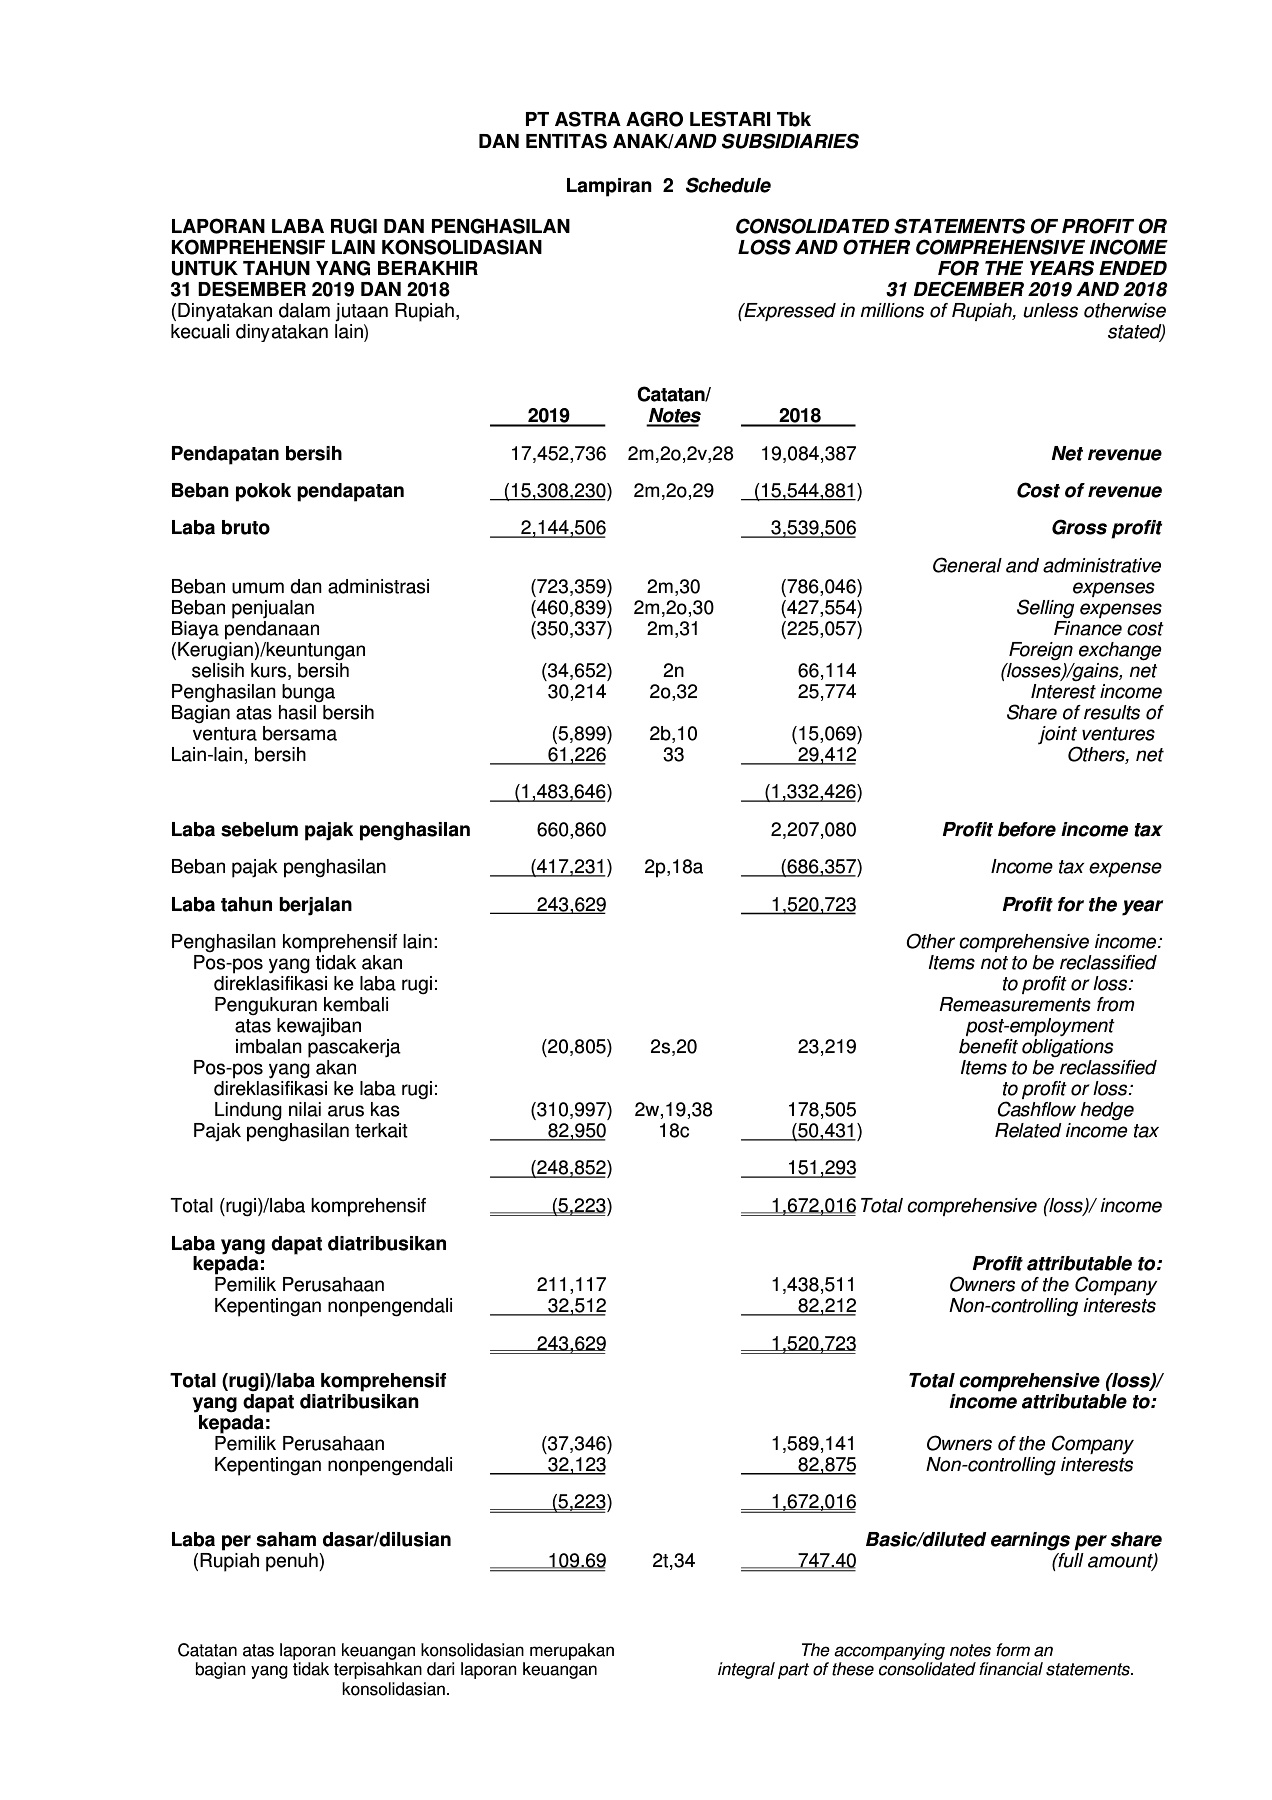 PT ASTRA AGRO LESTARI Tbk
DAN ENTITAS ANAK/AND SUBSIDIARIES
Lampiran 2 Schedule
LAPORAN LABA RUGI DAN PENGHASILAN
KOMPREHENSIF LAIN KONSOLIDASIAN
UNTUK TAHUN YANG BERAKHIR
31 DESEMBER 2019 DAN 2018
(Dinyatakan dalam jutaan Rupiah,
kecuali dinyatakan lain)
CONSOLIDATED STATEMENTS OF PROFIT OR
LOSS AND OTHER COMPREHENSIVE INCOME
FOR THE YEARS ENDED
31 DECEMBER 2019 AND 2018
(Expressed in millions of Rupiah, unless otherwise
stated)
Catatan/
2019 Notes 2018
Pendapatan bersih 17,452,736 2m,2o,2v,28 19,084,387 Net revenue
Beban pokok pendapatan (15,308,230) 2m,2o,29 (15,544,881) Cost of revenue
Laba bruto 2,144,506 3,539,506 Gross profit
General and administrative
Beban umum dan administrasi (723,359) 2m,30 (786,046) expenses
Beban penjualan (460,839) 2m,2o,30 (427,554) Selling expenses
Biaya pendanaan (350,337) 2m,31 (225,057) Finance cost
(Kerugian)/keuntungan Foreign exchange
selisih kurs, bersih (34,652) 2n 66,114 (losses)/gains, net
Penghasilan bunga 30,214 2o,32 25,774 Interest income
Bagian atas hasil bersih Share of results of
ventura bersama (5,899) 2b,10 (15,069) joint ventures
Lain-lain, bersih 61,226 33 29,412 Others, net
(1,483,646) (1,332,426)
Laba sebelum pajak penghasilan 660,860 2,207,080 Profit before income tax
Beban pajak penghasilan (417,231) 2p,18a (686,357) Income tax expense
Laba tahun berjalan 243,629 1,520,723 Profit for the year
Penghasilan komprehensif lain: Other comprehensive income:
Pos-pos yang tidak akan Items not to be reclassified
direklasifikasi ke laba rugi: to profit or loss:
Pengukuran kembali Remeasurements from
atas kewajiban post-employment
imbalan pascakerja (20,805) 2s,20 23,219 benefit obligations
Pos-pos yang akan Items to be reclassified
direklasifikasi ke laba rugi: to profit or loss:
Lindung nilai arus kas (310,997) 2w,19,38 178,505 Cashflow hedge
Pajak penghasilan terkait 82,950 18c (50,431) Related income tax
(248,852) 151,293
Total (rugi)/laba komprehensif (5,223) 1,672,016 Total comprehensive (loss)/ income
Laba yang dapat diatribusikan
kepada: Profit attributable to:
Pemilik Perusahaan 211,117 1,438,511 Owners of the Company
Kepentingan nonpengendali 32,512 82,212 Non-controlling interests
243,629 1,520,723
Total (rugi)/laba komprehensif Total comprehensive (loss)/
yang dapat diatribusikan income attributable to:
kepada:
Pemilik Perusahaan (37,346) 1,589,141 Owners of the Company
Kepentingan nonpengendali 32,123 82,875 Non-controlling interests
(5,223) 1,672,016
Laba per saham dasar/dilusian Basic/diluted earnings per share
(Rupiah penuh) 109.69 2t,34 747.40 (full amount)
Catatan atas laporan keuangan konsolidasian merupakan
bagian yang tidak terpisahkan dari laporan keuangan
konsolidasian.
The accompanying notes form an
integral part of these consolidated financial statements.